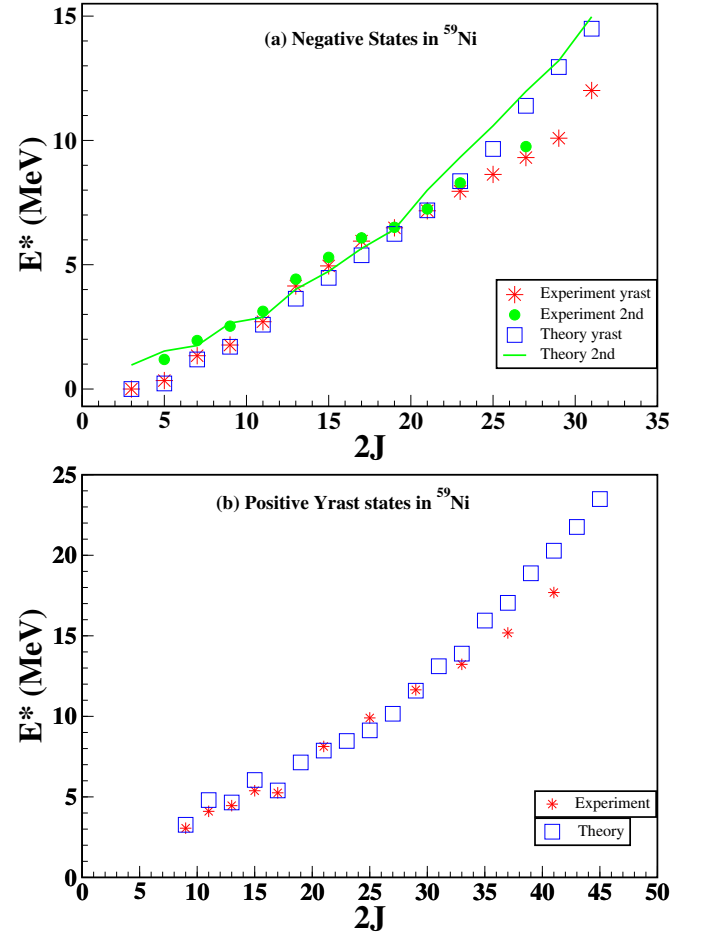 15
(a) Negative States in ⁵⁹Ni
10
E* (MeV)
5
Experiment yrast
Experiment 2nd
Theory yrast
Theory 2nd
0
0 5 10 15 20 25 30 35
2J
25
(b) Positive Yrast states in ⁵⁹Ni
20
15
E* (MeV)
10
5
Experiment
Theory
0
0 5 10 15 20 25 30 35 40 45 50
2J